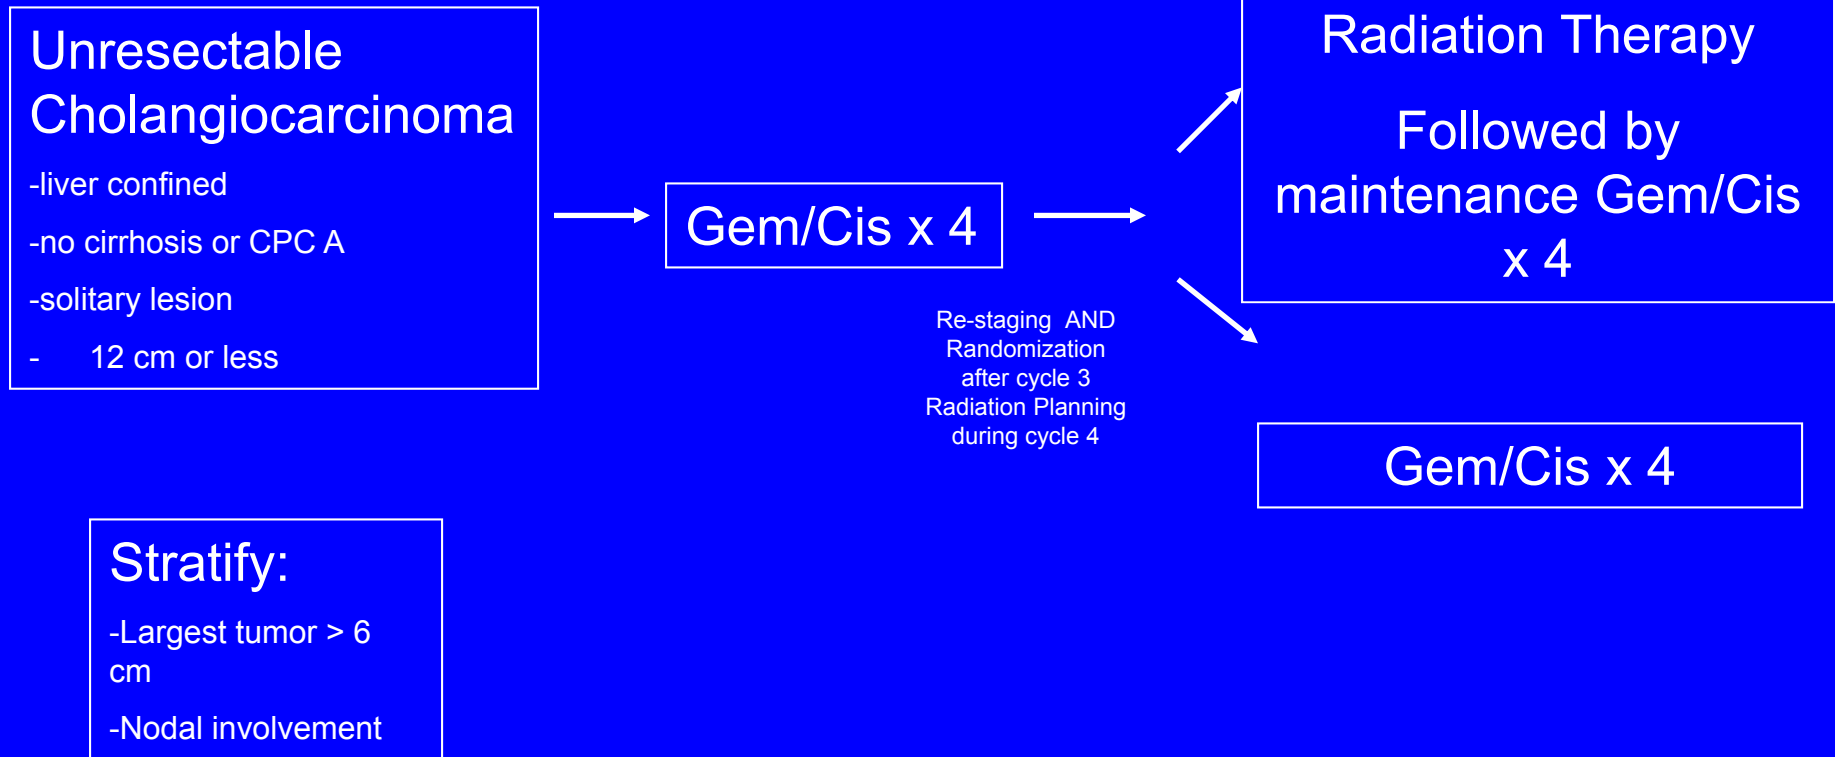 Unresectable
Cholangiocarcinoma
-liver confined
-no cirrhosis or CPC A
-solitary lesion
- 12 cm or less
Gem/Cis x 4
Re-staging AND
Randomization
after cycle 3
Radiation Planning
during cycle 4
Radiation Therapy
Followed by
maintenance Gem/Cis
x 4
Gem/Cis x 4
Stratify:
-Largest tumor > 6
cm
-Nodal involvement